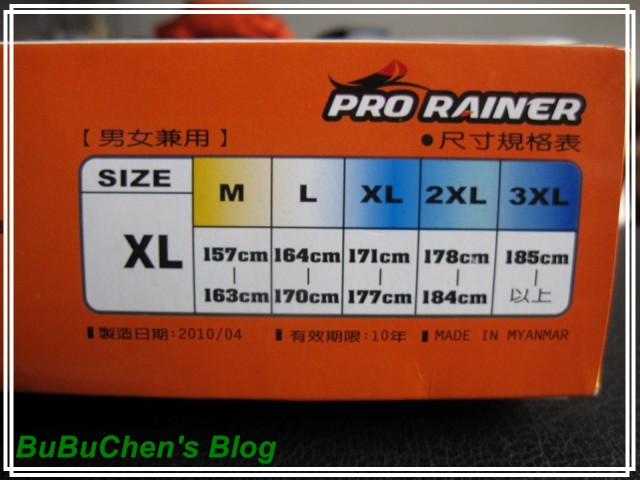 PRO RAINER
【男女兼用】 ●尺寸規格表
SIZE M L XL 2XL 3XL
XL 157cm 164cm 171cm 178cm 185cm
| | | | |
163cm 170cm 177cm 184cm 以上
▮製造日期:2010/04 ▮有效期限:10年 ▮MADE IN MYANMAR
BuBuChen's Blog